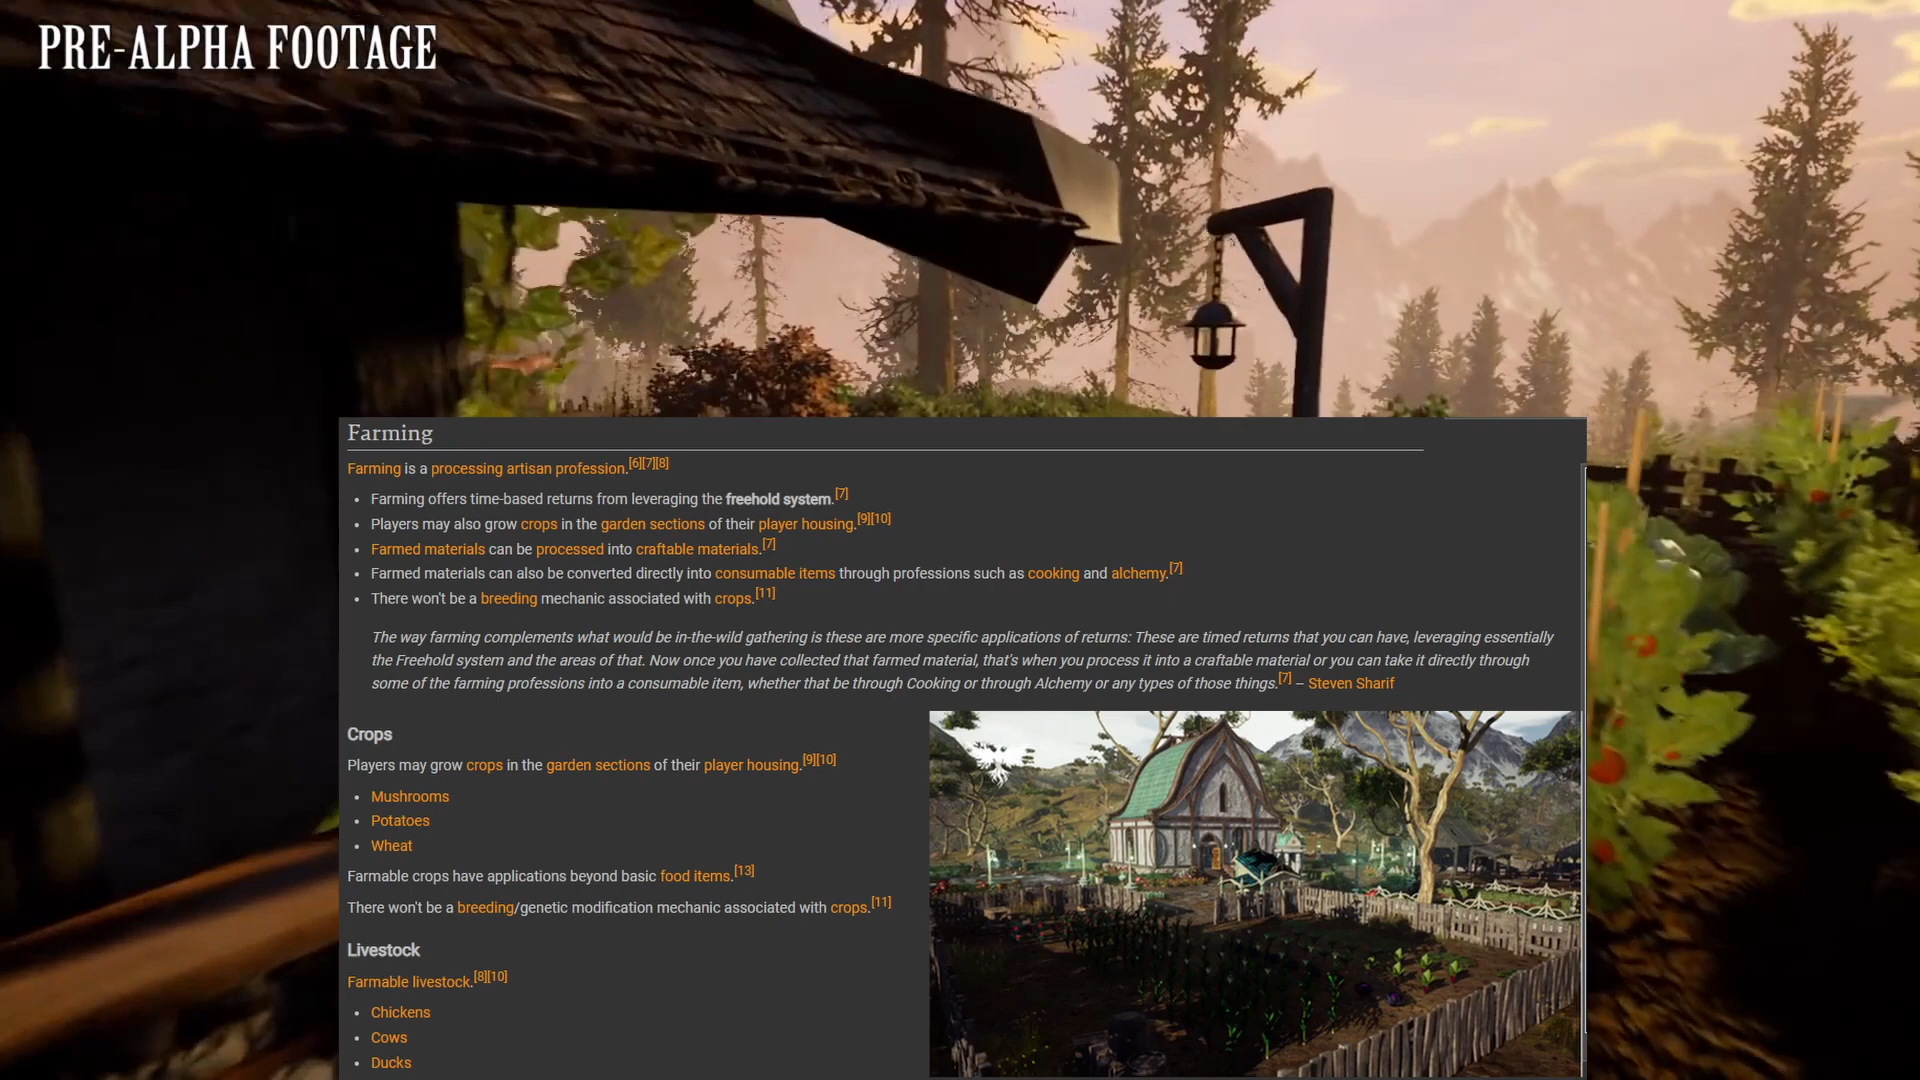 PRE-ALPHA FOOTAGE
Farming
Farming is a processing artisan profession.[6][7][8]
• Farming offers time-based returns from leveraging the freehold system.[7]
• Players may also grow crops in the garden sections of their player housing.[9][10]
• Farmed materials can be processed into craftable materials.[7]
• Farmed materials can also be converted directly into consumable items through professions such as cooking and alchemy.[7]
• There won't be a breeding mechanic associated with crops.[11]
The way farming complements what would be in-the-wild gathering is these are more specific applications of returns: These are timed returns that you can have, leveraging essentially
the Freehold system and the areas of that. Now once you have collected that farmed material, that's when you process it into a craftable material or you can take it directly through
some of the farming professions into a consumable item, whether that be through Cooking or through Alchemy or any types of those things.[7] – Steven Sharif
Crops
Players may grow crops in the garden sections of their player housing.[9][10]
• Mushrooms
• Potatoes
• Wheat
Farmable crops have applications beyond basic food items.[13]
There won't be a breeding/genetic modification mechanic associated with crops.[11]
Livestock
Farmable livestock.[8][10]
• Chickens
• Cows
• Ducks